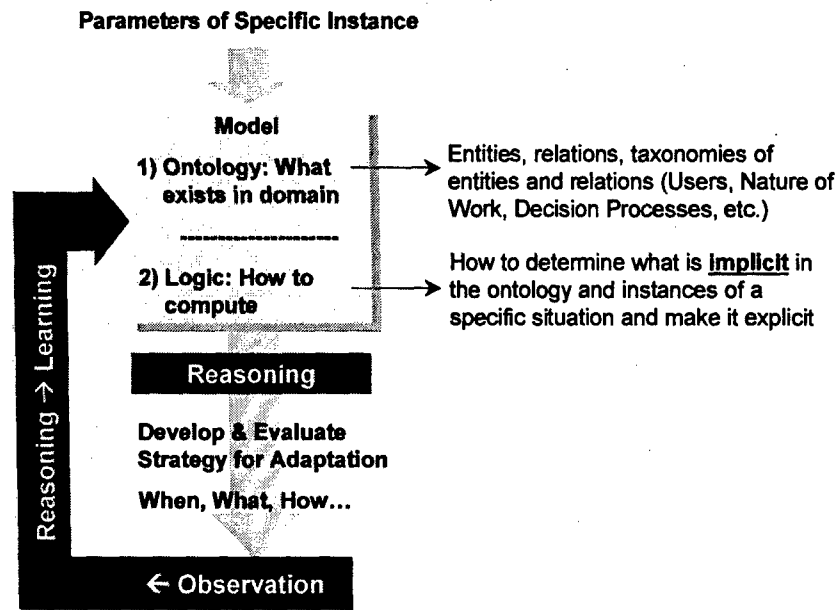 Parameters of Specific Instance
Model
1) Ontology: What
exists in domain
Entities, relations, taxonomies of
entities and relations (Users, Nature of
Work, Decision Processes, etc.)
2) Logic: How to
compute
How to determine what is implicit in
the ontology and instances of a
specific situation and make it explicit
Reasoning
Develop & Evaluate
Strategy for Adaptation
When, What, How...
Reasoning → Learning
← Observation